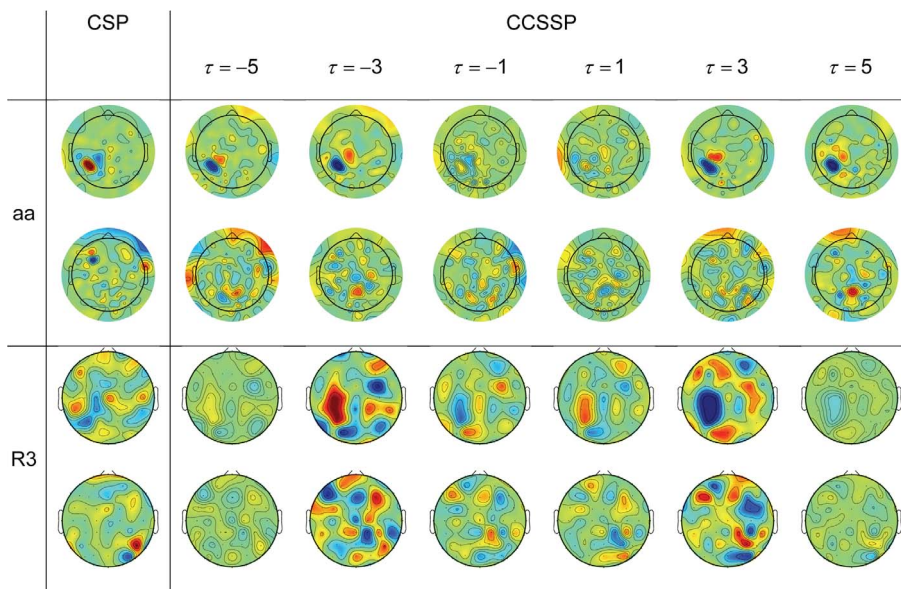 CSP CCSSP
τ = −5 τ = −3 τ = −1 τ = 1 τ = 3 τ = 5
aa
R3